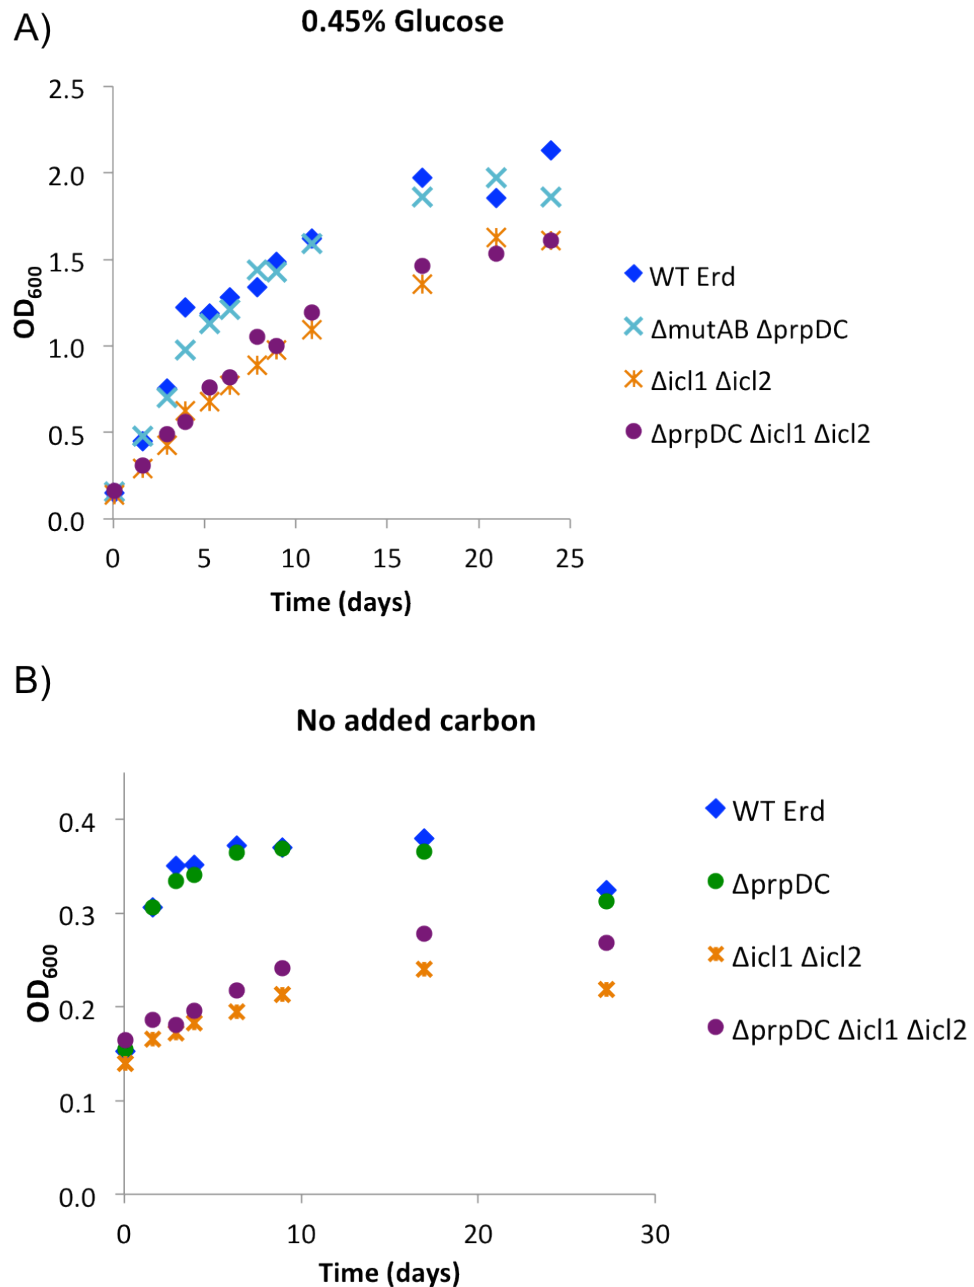 A)
0.45% Glucose
2.5
2.0
1.5
1.0
0.5
0.0
OD600
0 5 10 15 20 25
Time (days)
WT Erd
ΔmutAB ΔprpDC
Δicl1 Δicl2
ΔprpDC Δicl1 Δicl2
B)
No added carbon
0.4
0.3
0.2
0.1
0.0
OD600
0 10 20 30
Time (days)
WT Erd
ΔprpDC
Δicl1 Δicl2
ΔprpDC Δicl1 Δicl2